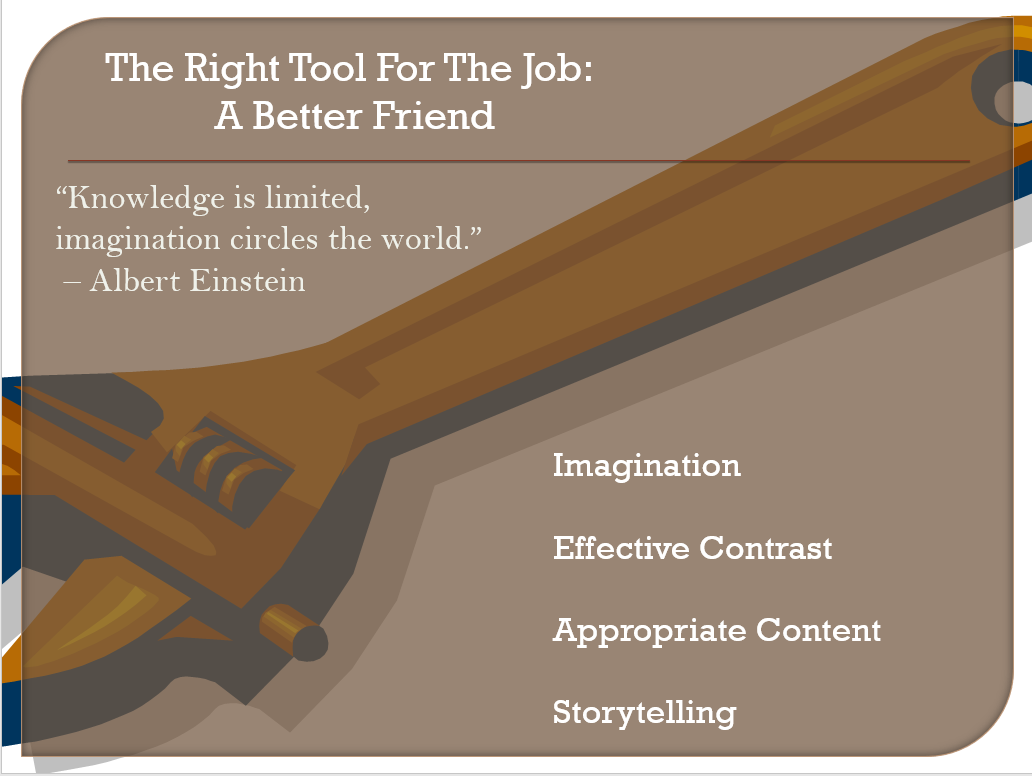 The Right Tool For The Job:
A Better Friend
“Knowledge is limited,
imagination circles the world.”
– Albert Einstein
Imagination
Effective Contrast
Appropriate Content
Storytelling